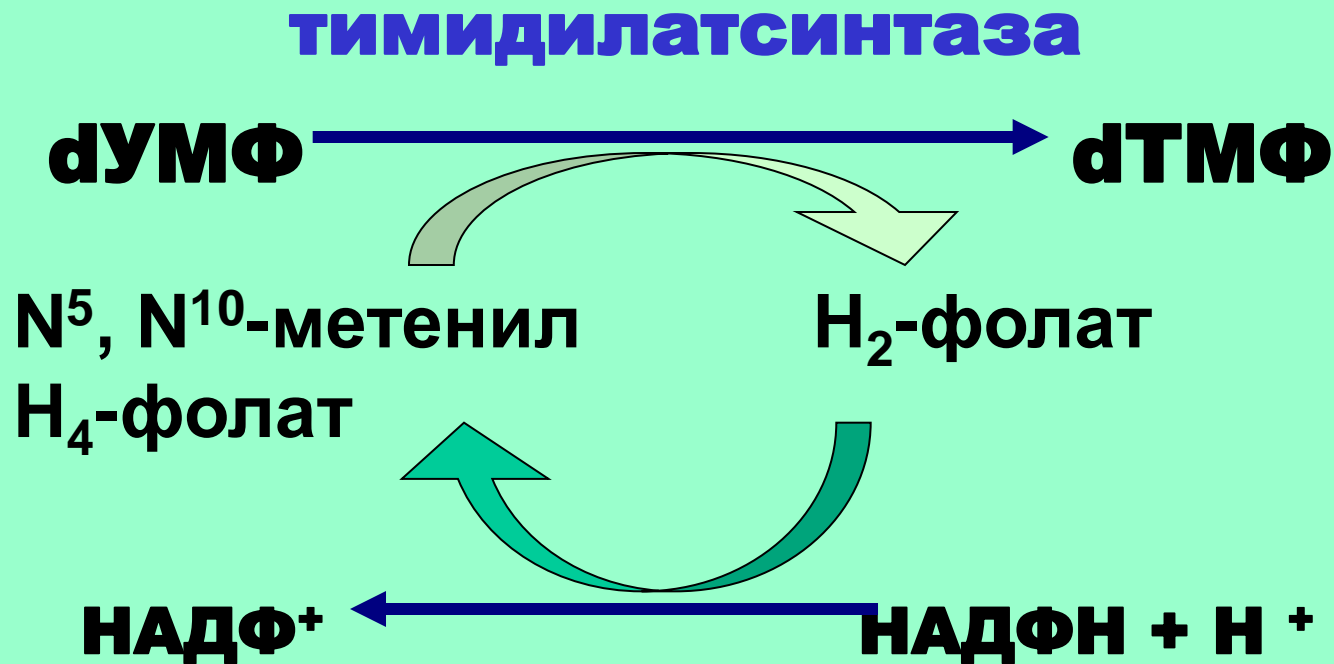 тимидилатсинтаза
dУМФ dТМФ
N⁵, N¹⁰-метенил H₂-фолат
H₄-фолат
НАДФ⁺ НАДФН + Н ⁺